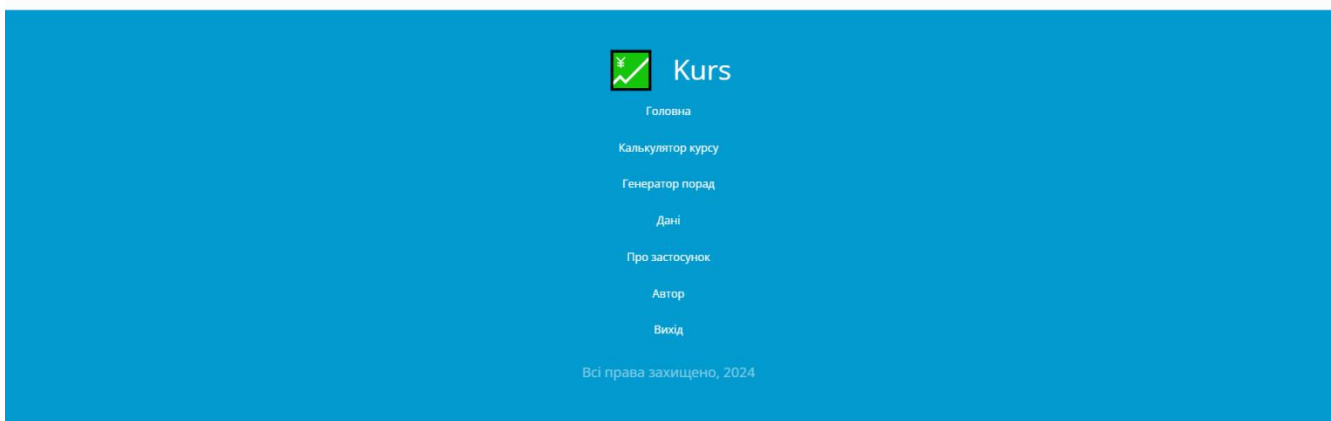 ¥ Kurs
Головна
Калькулятор курсу
Генератор порад
Дані
Про застосунок
Автор
Вихід
Всі права захищено, 2024